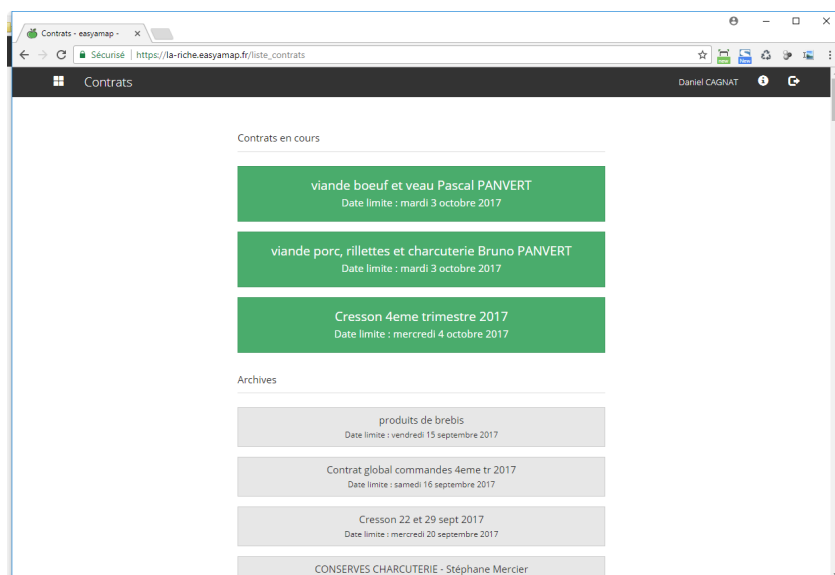 Contrats - easyamap -
Sécurisé | https://la-riche.easyamap.fr/liste_contrats
new
New
Contrats
Daniel CAGNAT
Contrats en cours
viande boeuf et veau Pascal PANVERT
Date limite : mardi 3 octobre 2017
viande porc, rillettes et charcuterie Bruno PANVERT
Date limite : mardi 3 octobre 2017
Cresson 4eme trimestre 2017
Date limite : mercredi 4 octobre 2017
Archives
produits de brebis
Date limite : vendredi 15 septembre 2017
Contrat global commandes 4eme tr 2017
Date limite : samedi 16 septembre 2017
Cresson 22 et 29 sept 2017
Date limite : mercredi 20 septembre 2017
CONSERVES CHARCUTERIE - Stéphane Mercier